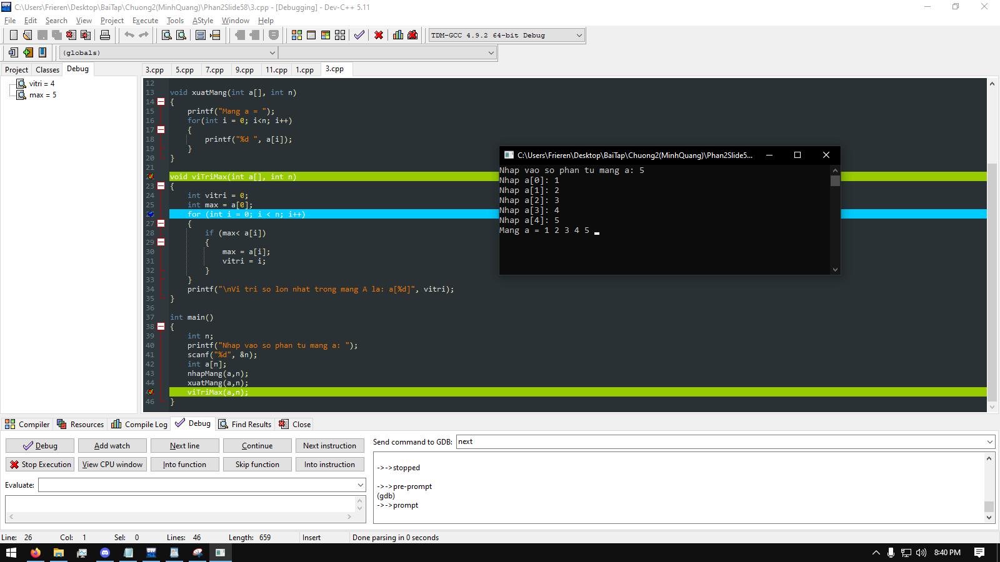 C:\Users\Frieren\Desktop\BaiTap\Chuong2(MinhQuang)\Phan2Slide58\3.cpp - [Debugging] - Dev-C++ 5.11
File Edit Search View Project Execute Tools AStyle Window Help
TDM-GCC 4.9.2 64-bit Debug
(globals)
Project Classes Debug
3.cpp 5.cpp 7.cpp 9.cpp 11.cpp 1.cpp 3.cpp
vitri = 4
max = 5
12
13 void xuatMang(int a[], int n)
14 {
15 printf("Mang a = ");
16 for(int i = 0; i<n; i++)
17 {
18 printf("%d ", a[i]);
19 }
20 }
21
void viTriMax(int a[], int n)
23 {
24 int vitri = 0;
25 int max = a[0];
for (int i = 0; i < n; i++)
27 {
28 if (max< a[i])
29 {
30 max = a[i];
31 vitri = i;
32 }
33 }
34 printf("\nVi tri so lon nhat trong mang A la: a[%d]", vitri);
35 }
36
37 int main()
38 {
39 int n;
40 printf("Nhap vao so phan tu mang a: ");
41 scanf("%d", &n);
42 int a[n];
43 nhapMang(a,n);
44 xuatMang(a,n);
viTriMax(a,n);
46 }
C:\Users\Frieren\Desktop\BaiTap\Chuong2(MinhQuang)\Phan2Slide5...
Nhap vao so phan tu mang a: 5
Nhap a[0]: 1
Nhap a[1]: 2
Nhap a[2]: 3
Nhap a[3]: 4
Nhap a[4]: 5
Mang a = 1 2 3 4 5
Compiler Resources Compile Log Debug Find Results Close
Debug Add watch Next line Continue Next instruction
Stop Execution View CPU window Into function Skip function Into instruction
Evaluate:
Send command to GDB: next
->->stopped
->->pre-prompt
(gdb)
->->prompt
Line: 26 Col: 1 Sel: 0 Lines: 46 Length: 659 Insert Done parsing in 0 seconds
8:40 PM